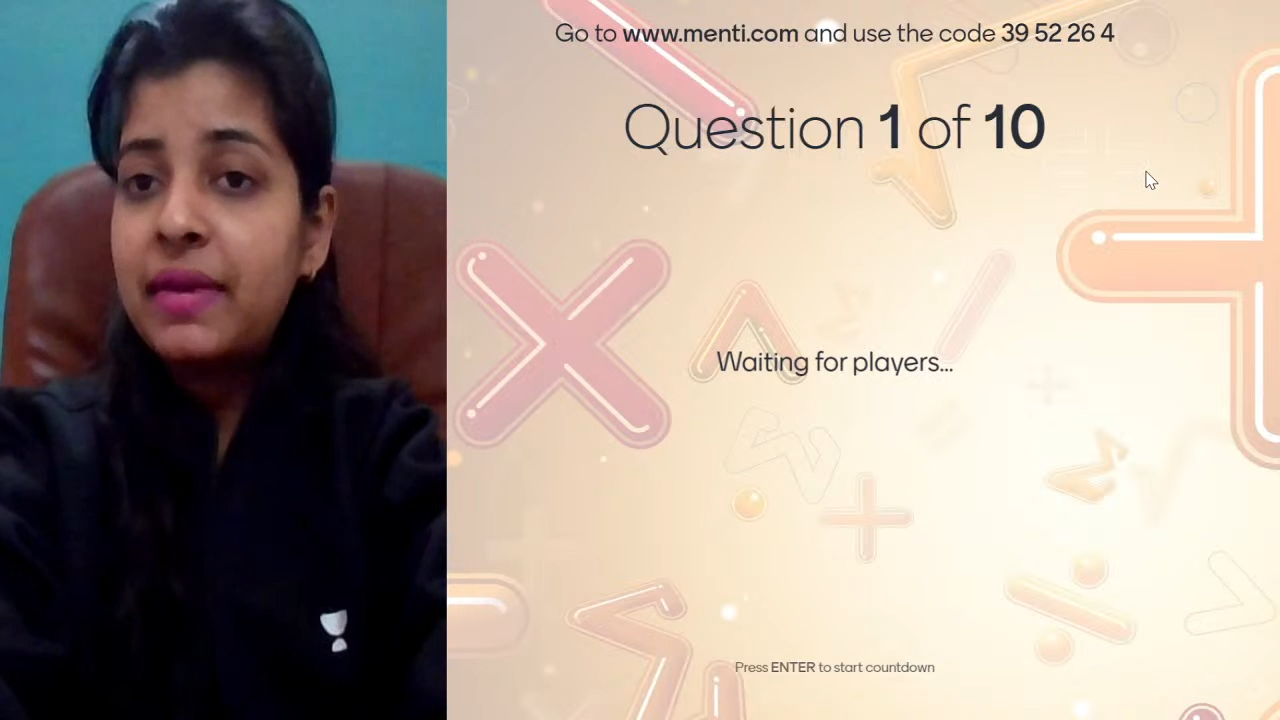 Go to www.menti.com and use the code 39 52 26 4
Question 1 of 10
Waiting for players...
Press ENTER to start countdown